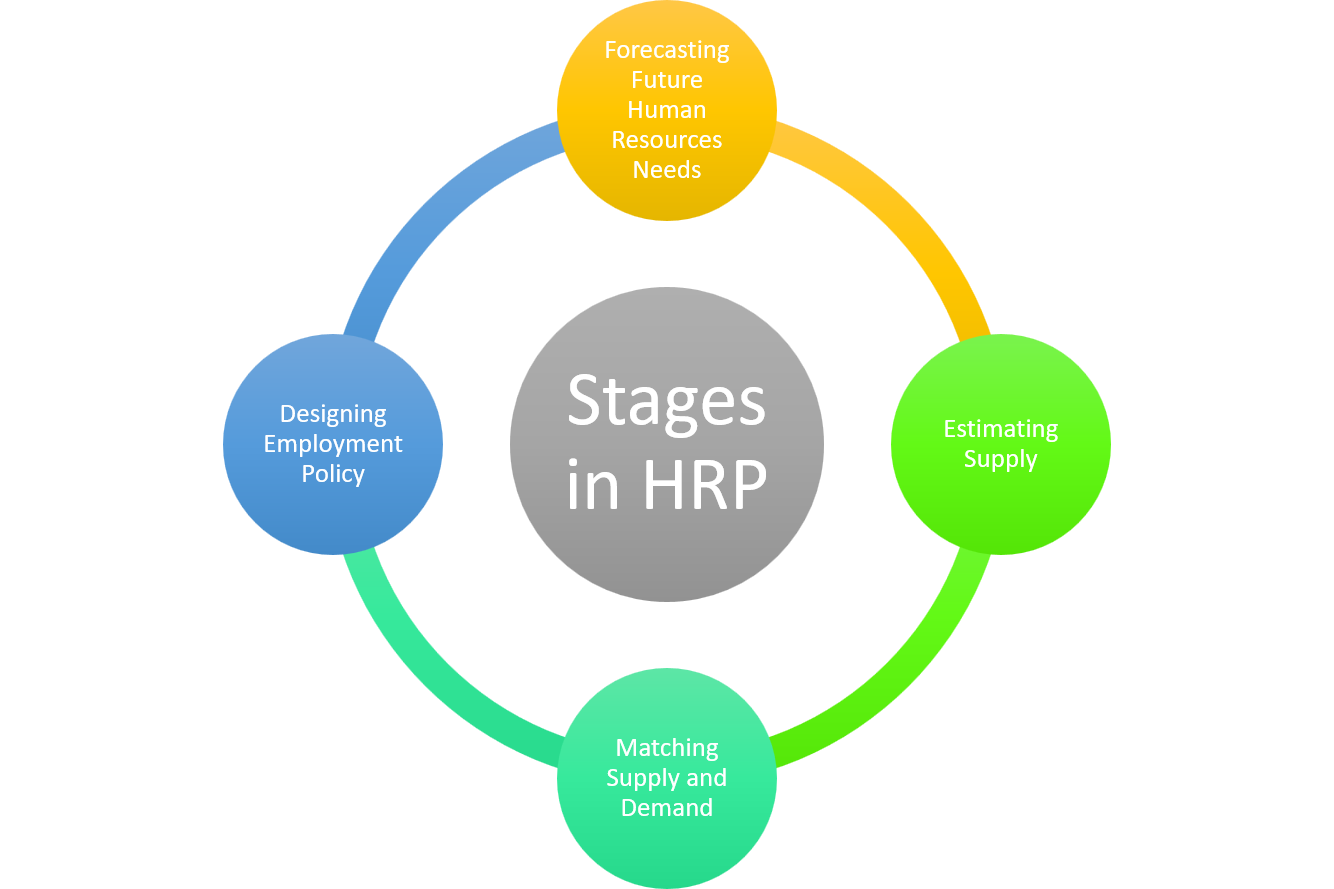 Forecasting
Future
Human
Resources
Needs
Estimating
Supply
Matching
Supply and
Demand
Designing
Employment
Policy
Stages
in HRP